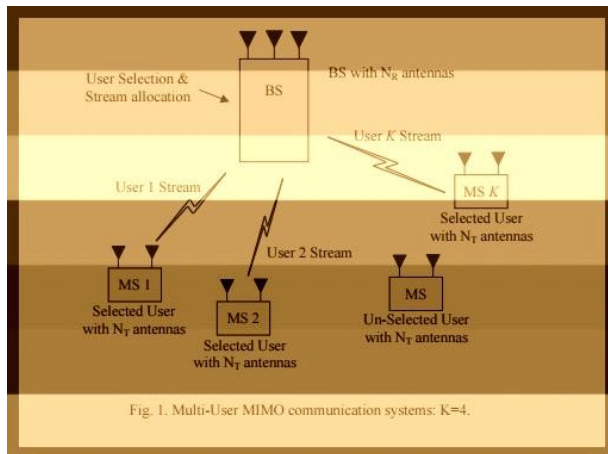 User Selection &
Stream allocation
BS
BS with N_R antennas
User K Stream
User 1 Stream
MS K
Selected User
with N_T antennas
User 2 Stream
MS 1
Selected User
with N_T antennas
MS 2
Selected User
with N_T antennas
MS
Un-Selected User
with N_T antennas
Fig. 1. Multi-User MIMO communication systems: K=4.